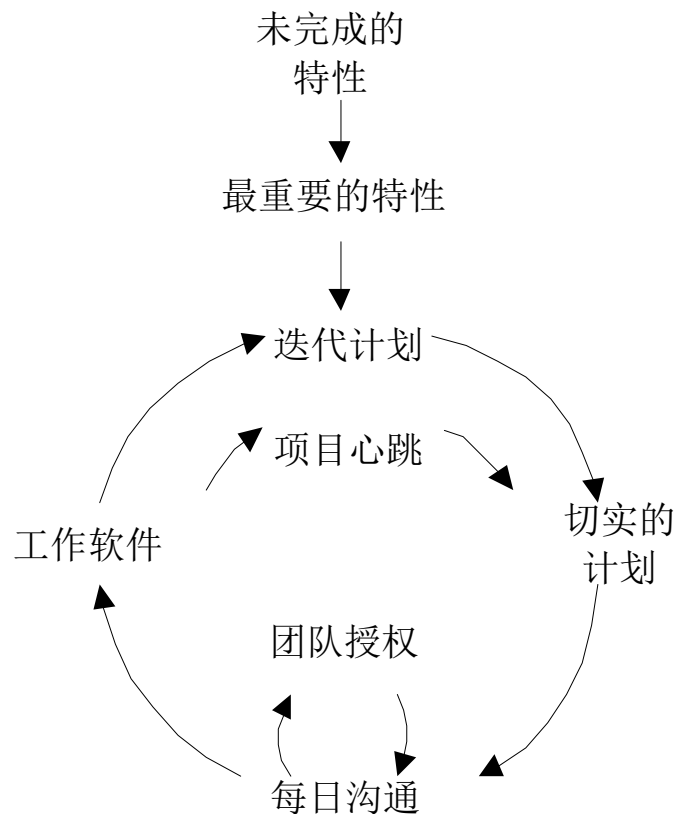 未完成的
特性
最重要的特性
迭代计划
项目心跳
工作软件
切实的
计划
团队授权
每日沟通